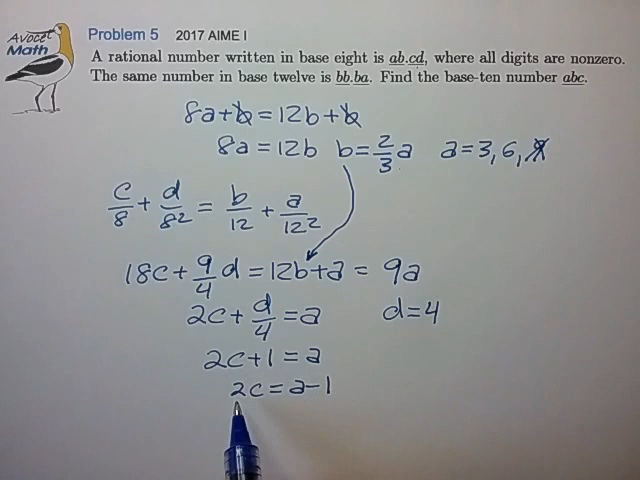 Avocet
Math
Problem 5 2017 AIME I
A rational number written in base eight is ab.cd, where all digits are nonzero.
The same number in base twelve is bb.ba. Find the base-ten number abc.
8a+b=12b+b
8a=12b b=2/3a a=3,6,9
c/8+d/8²=b/12+a/12²
18c+9/4d=12b+a=9a
2c+d/4=a d=4
2c+1=a
2c=a-1